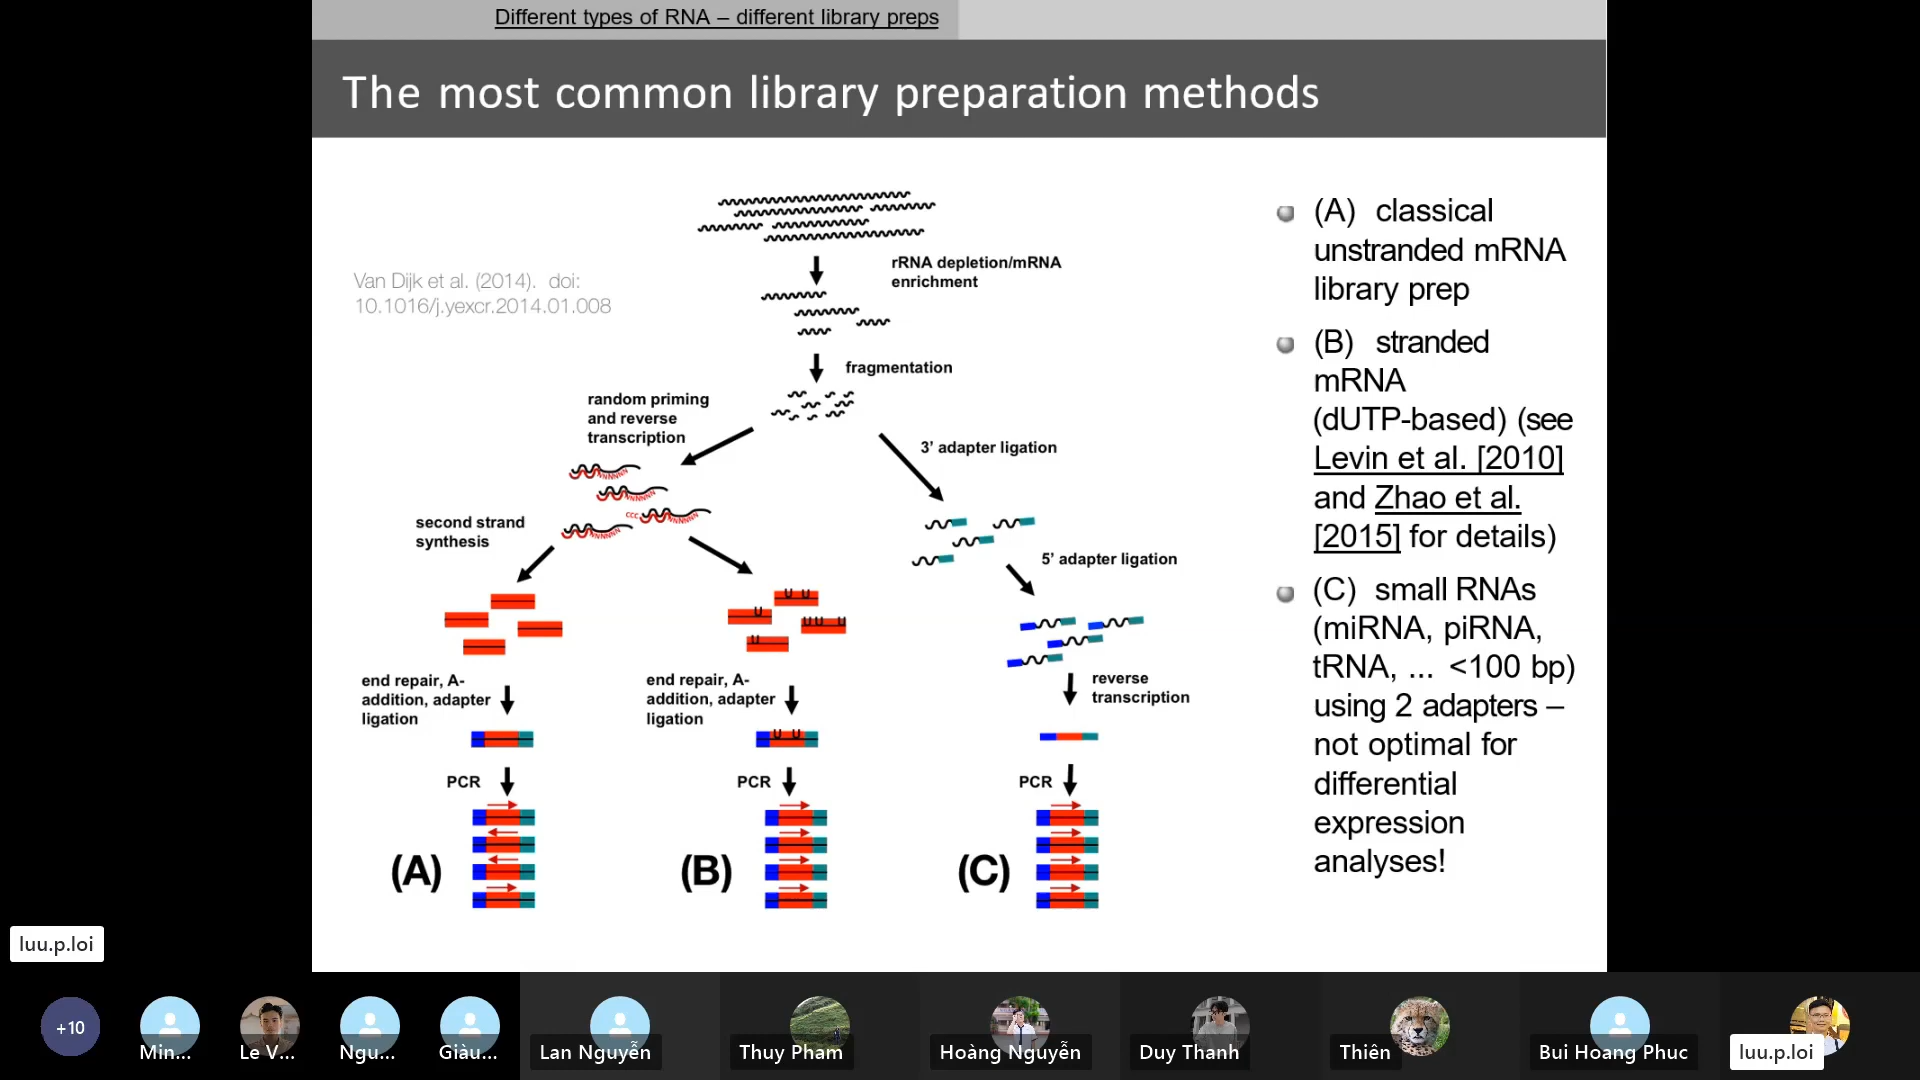 Different types of RNA – different library preps
The most common library preparation methods
Van Dijk et al. (2014). doi:
10.1016/j.yexcr.2014.01.008
rRNA depletion/mRNA
enrichment
fragmentation
random priming
and reverse
transcription
3' adapter ligation
NNNNNN
NNNNNN
CCC
NNNNNN
NNNNNN
second strand
synthesis
5' adapter ligation
U U
U
UU U
U
end repair, A-
addition, adapter
ligation
end repair, A-
addition, adapter
ligation
reverse
transcription
U U
PCR
PCR
PCR
(A)
(B)
(C)
(A) classical
unstranded mRNA
library prep
(B) stranded
mRNA
(dUTP-based) (see
Levin et al. [2010]
and Zhao et al.
[2015] for details)
(C) small RNAs
(miRNA, piRNA,
tRNA, ... <100 bp)
using 2 adapters –
not optimal for
differential
expression
analyses!
luu.p.loi
+10
Min...
Le V...
Ngu...
Giàu...
Lan Nguyễn
Thuy Pham
Hoàng Nguyễn
Duy Thanh
Thiên
Bui Hoang Phuc
luu.p.loi